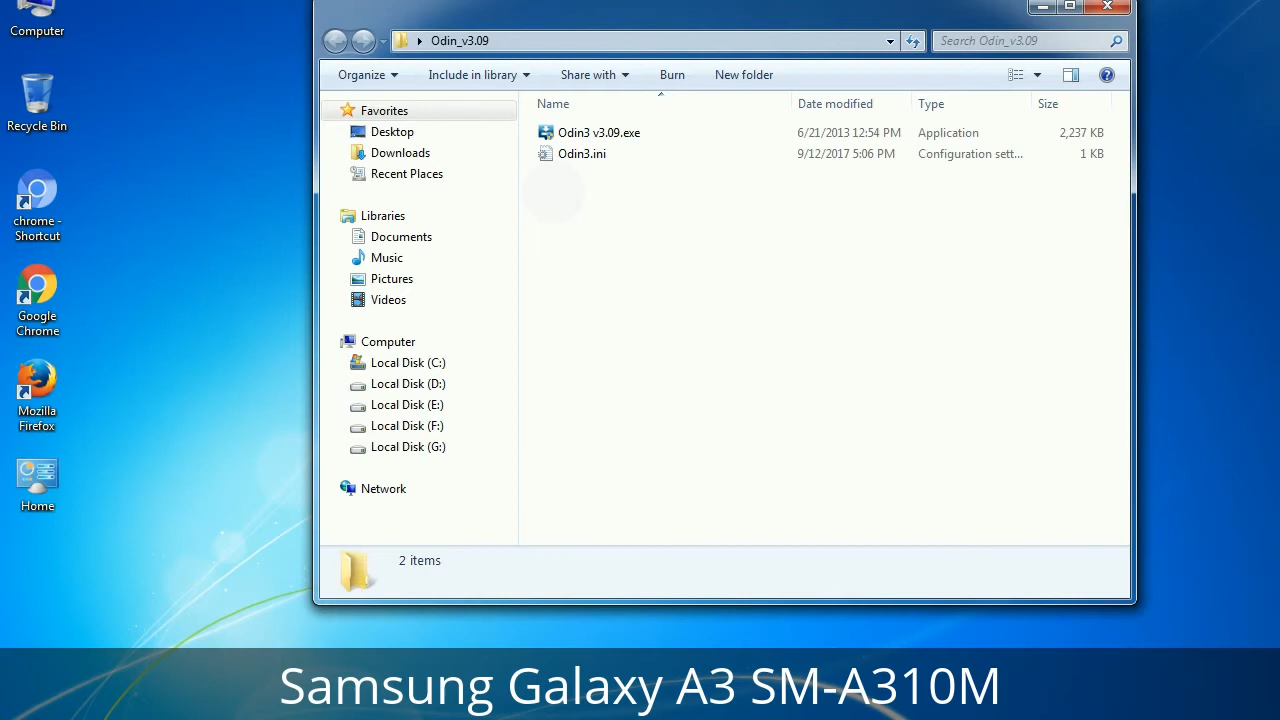 Computer
Recycle Bin
chrome -
Shortcut
Google
Chrome
Mozilla
Firefox
Home
Odin_v3.09
Search Odin_v3.09
Organize
Include in library
Share with
Burn
New folder
Name
Date modified
Type
Size
Odin3 v3.09.exe
6/21/2013 12:54 PM
Application
2,237 KB
Odin3.ini
9/12/2017 5:06 PM
Configuration sett...
1 KB
Favorites
Desktop
Downloads
Recent Places
Libraries
Documents
Music
Pictures
Videos
Computer
Local Disk (C:)
Local Disk (D:)
Local Disk (E:)
Local Disk (F:)
Local Disk (G:)
Network
2 items
Samsung Galaxy A3 SM-A310M